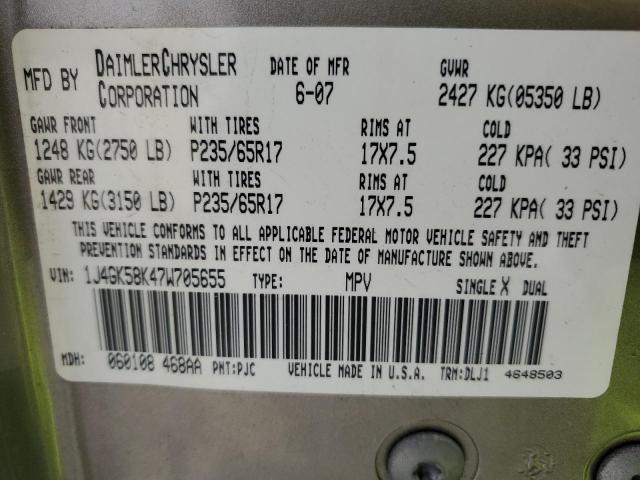 MFD BY DAIMLERCHRYSLER CORPORATION DATE OF MFR 6-07 GVWR 2427 KG(05350 LB)
GAWR FRONT WITH TIRES RIMS AT COLD
1248 KG(2750 LB) P235/65R17 17X7.5 227 KPA( 33 PSI)
GAWR REAR WITH TIRES RIMS AT COLD
1429 KG(3150 LB) P235/65R17 17X7.5 227 KPA( 33 PSI)
THIS VEHICLE CONFORMS TO ALL APPLICABLE FEDERAL MOTOR VEHICLE SAFETY AND THEFT
PREVENTION STANDARDS IN EFFECT ON THE DATE OF MANUFACTURE SHOWN ABOVE.
VIN: 1J4GK58K47W705655 TYPE: MPV SINGLE X DUAL
MDH: 060108 468AA PNT:PJC VEHICLE MADE IN U.S.A. TRM:DLJ1 4648503